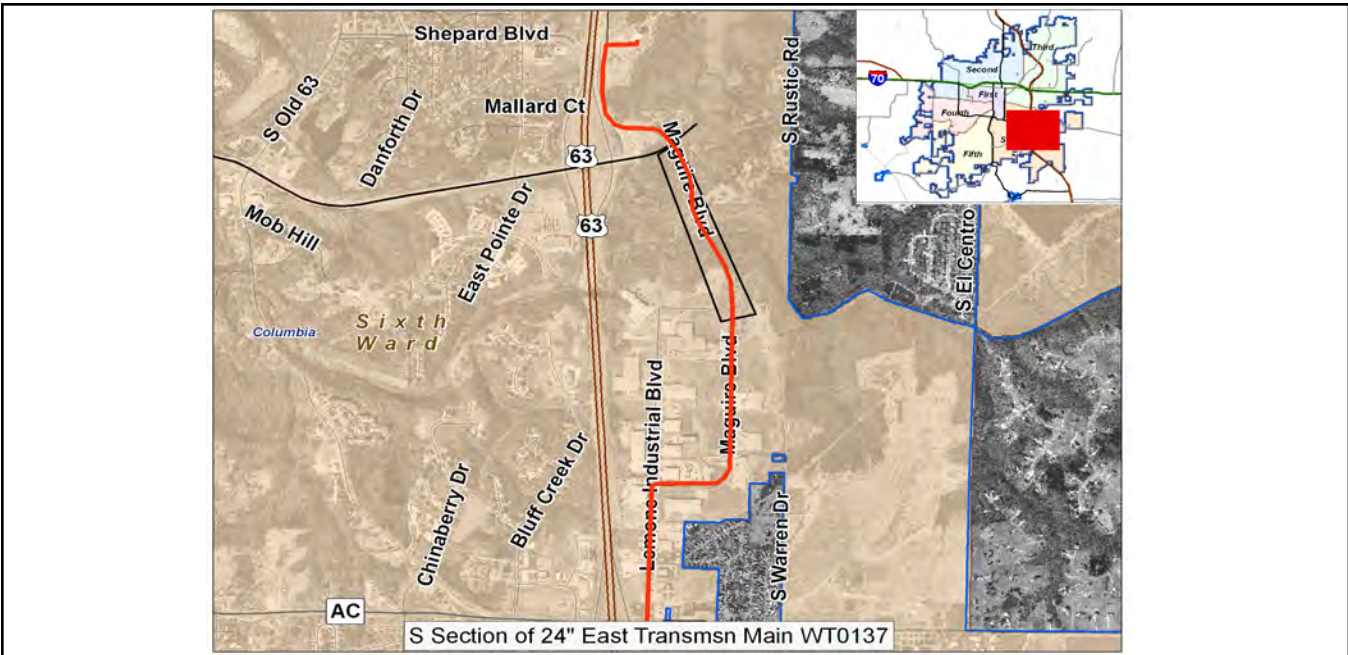 Shepard Blvd
S Old 63
Danforth Dr
Mallard Ct
63
Maguire Blvd
S Rustic Rd
70
Second
Third
First
Fourth
Fifth
Mob Hill
East Pointe Dr
63
S El Centro
Columbia
Sixth
Ward
Lemone Industrial Blvd
Maguire Blvd
Chinaberry Dr
Bluff Creek Dr
S Warren Dr
AC
S Section of 24" East Transmsn Main WT0137